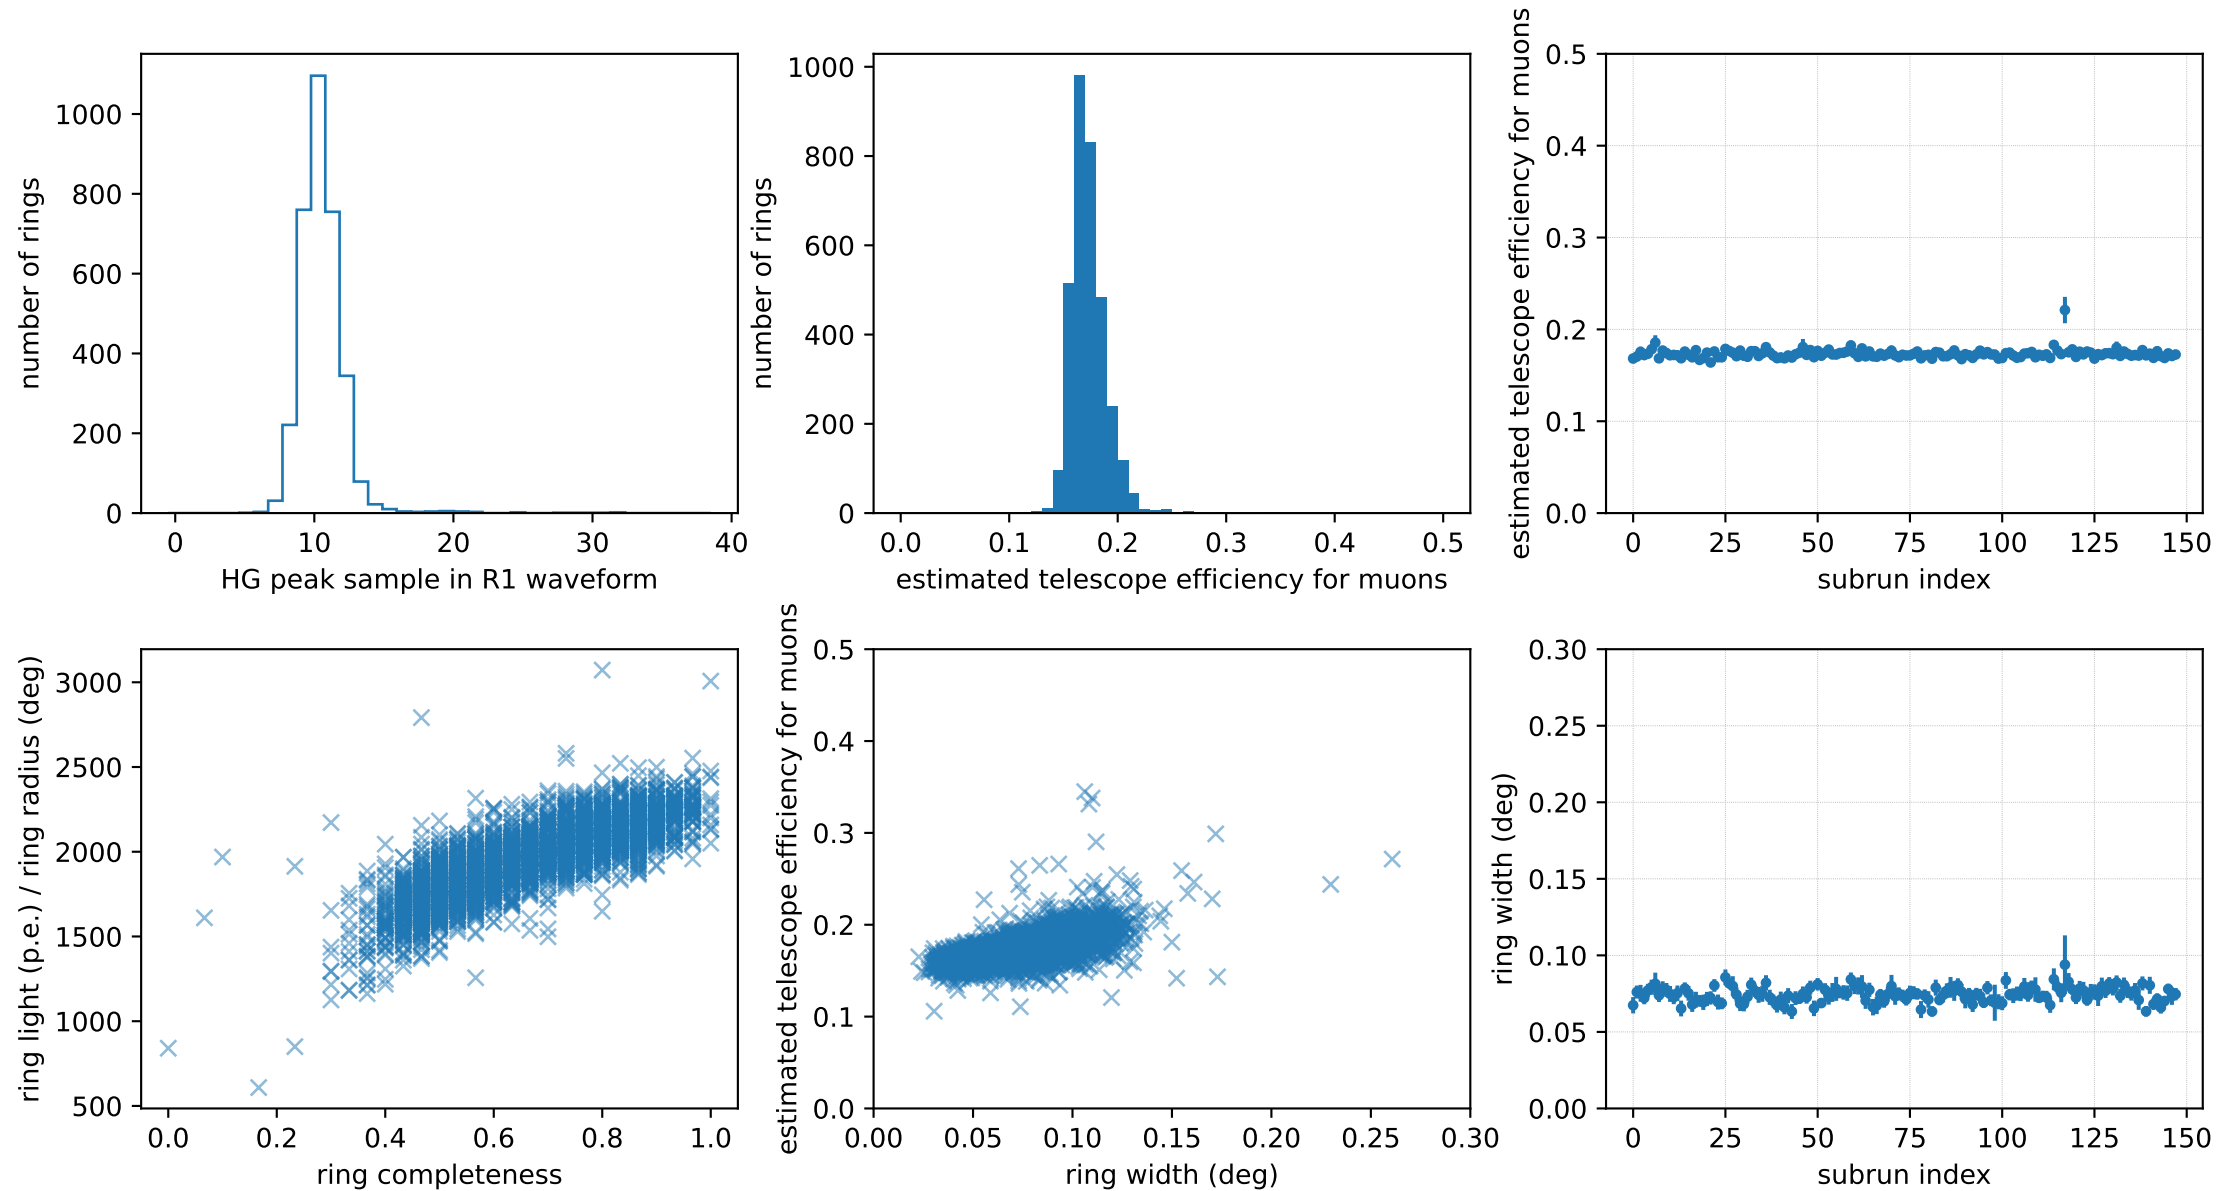 number of rings
1000
800
600
400
200
0
0 10 20 30 40
HG peak sample in R1 waveform
number of rings
1000
800
600
400
200
0
0.0 0.1 0.2 0.3 0.4 0.5
estimated telescope efficiency for muons
estimated telescope efficiency for muons
0.5
0.4
0.3
0.2
0.1
0.0
0 25 50 75 100 125 150
subrun index
ring light (p.e.) / ring radius (deg)
3000
2500
2000
1500
1000
500
0.0 0.2 0.4 0.6 0.8 1.0
ring completeness
estimated telescope efficiency for muons
0.5
0.4
0.3
0.2
0.1
0.0
0.00 0.05 0.10 0.15 0.20 0.25 0.30
ring width (deg)
ring width (deg)
0.30
0.25
0.20
0.15
0.10
0.05
0.00
0 25 50 75 100 125 150
subrun index